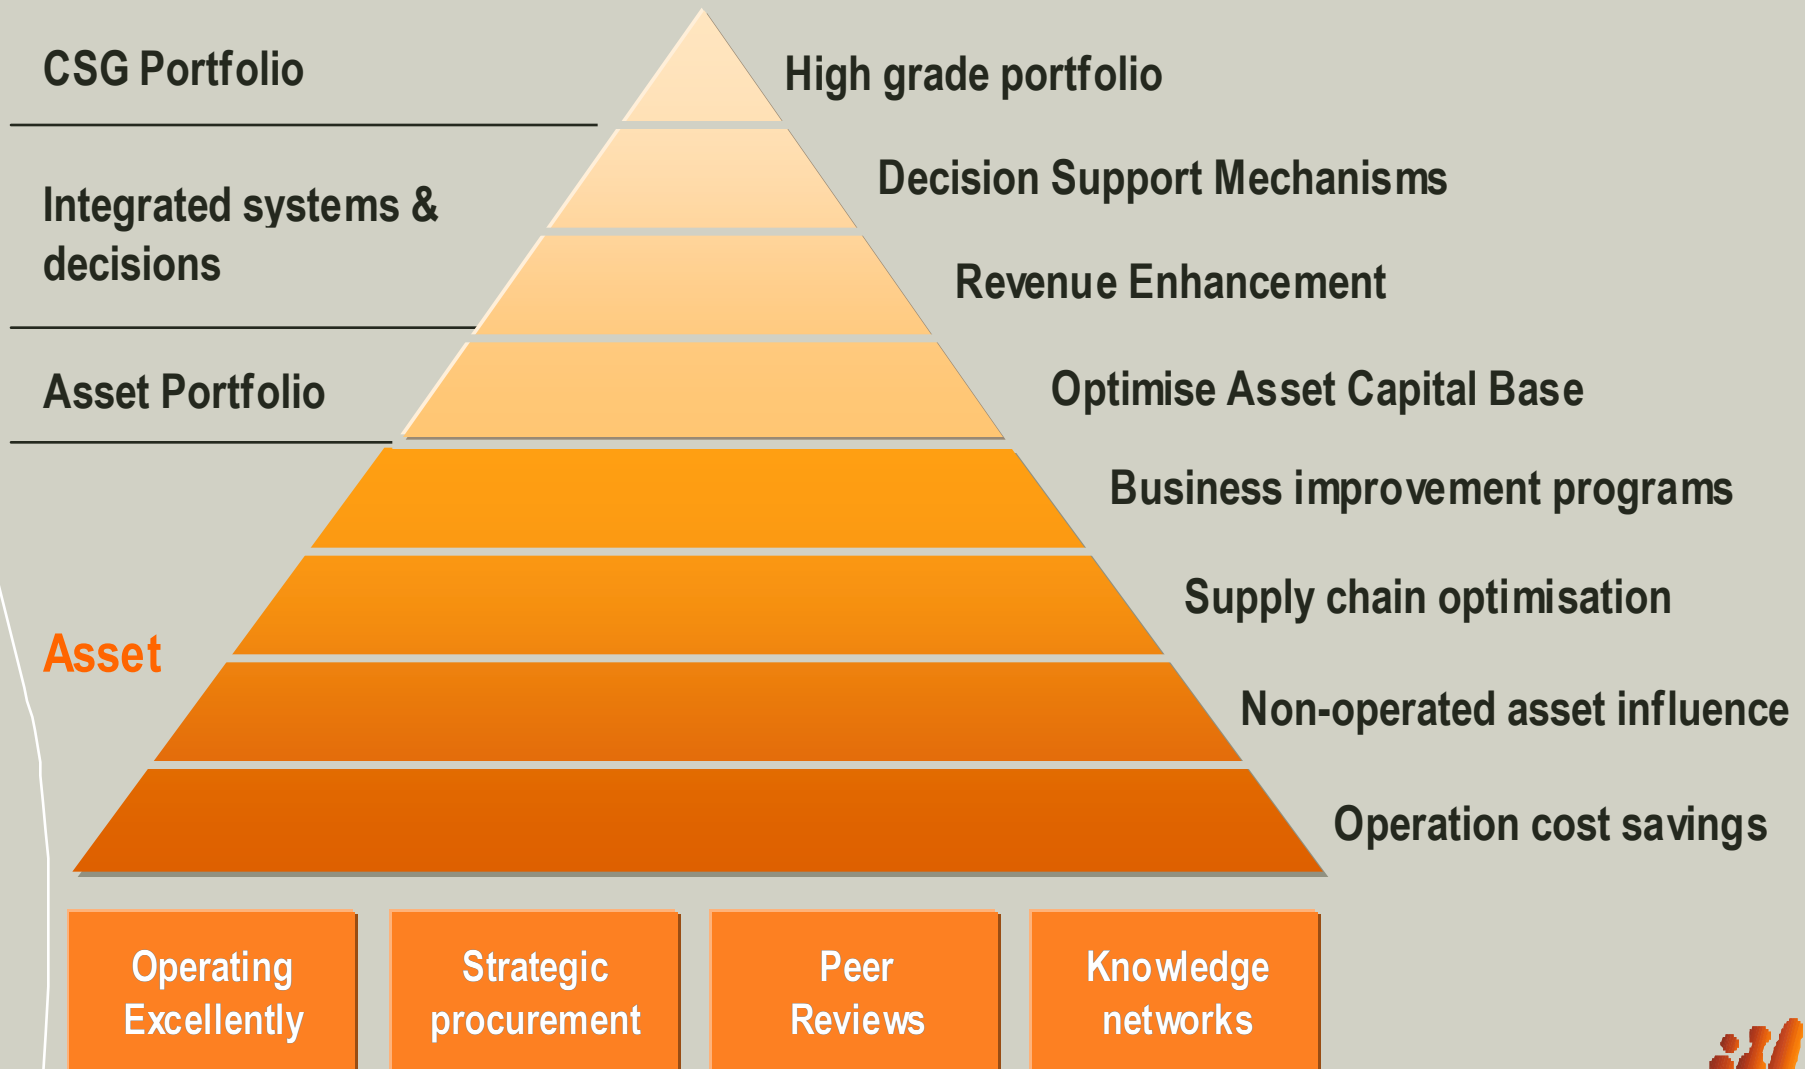 CSG Portfolio
High grade portfolio
Decision Support Mechanisms
Integrated systems &
decisions
Revenue Enhancement
Asset Portfolio
Optimise Asset Capital Base
Business improvement programs
Supply chain optimisation
Asset
Non-operated asset influence
Operation cost savings
Operating
Excellently
Strategic
procurement
Peer
Reviews
Knowledge
networks